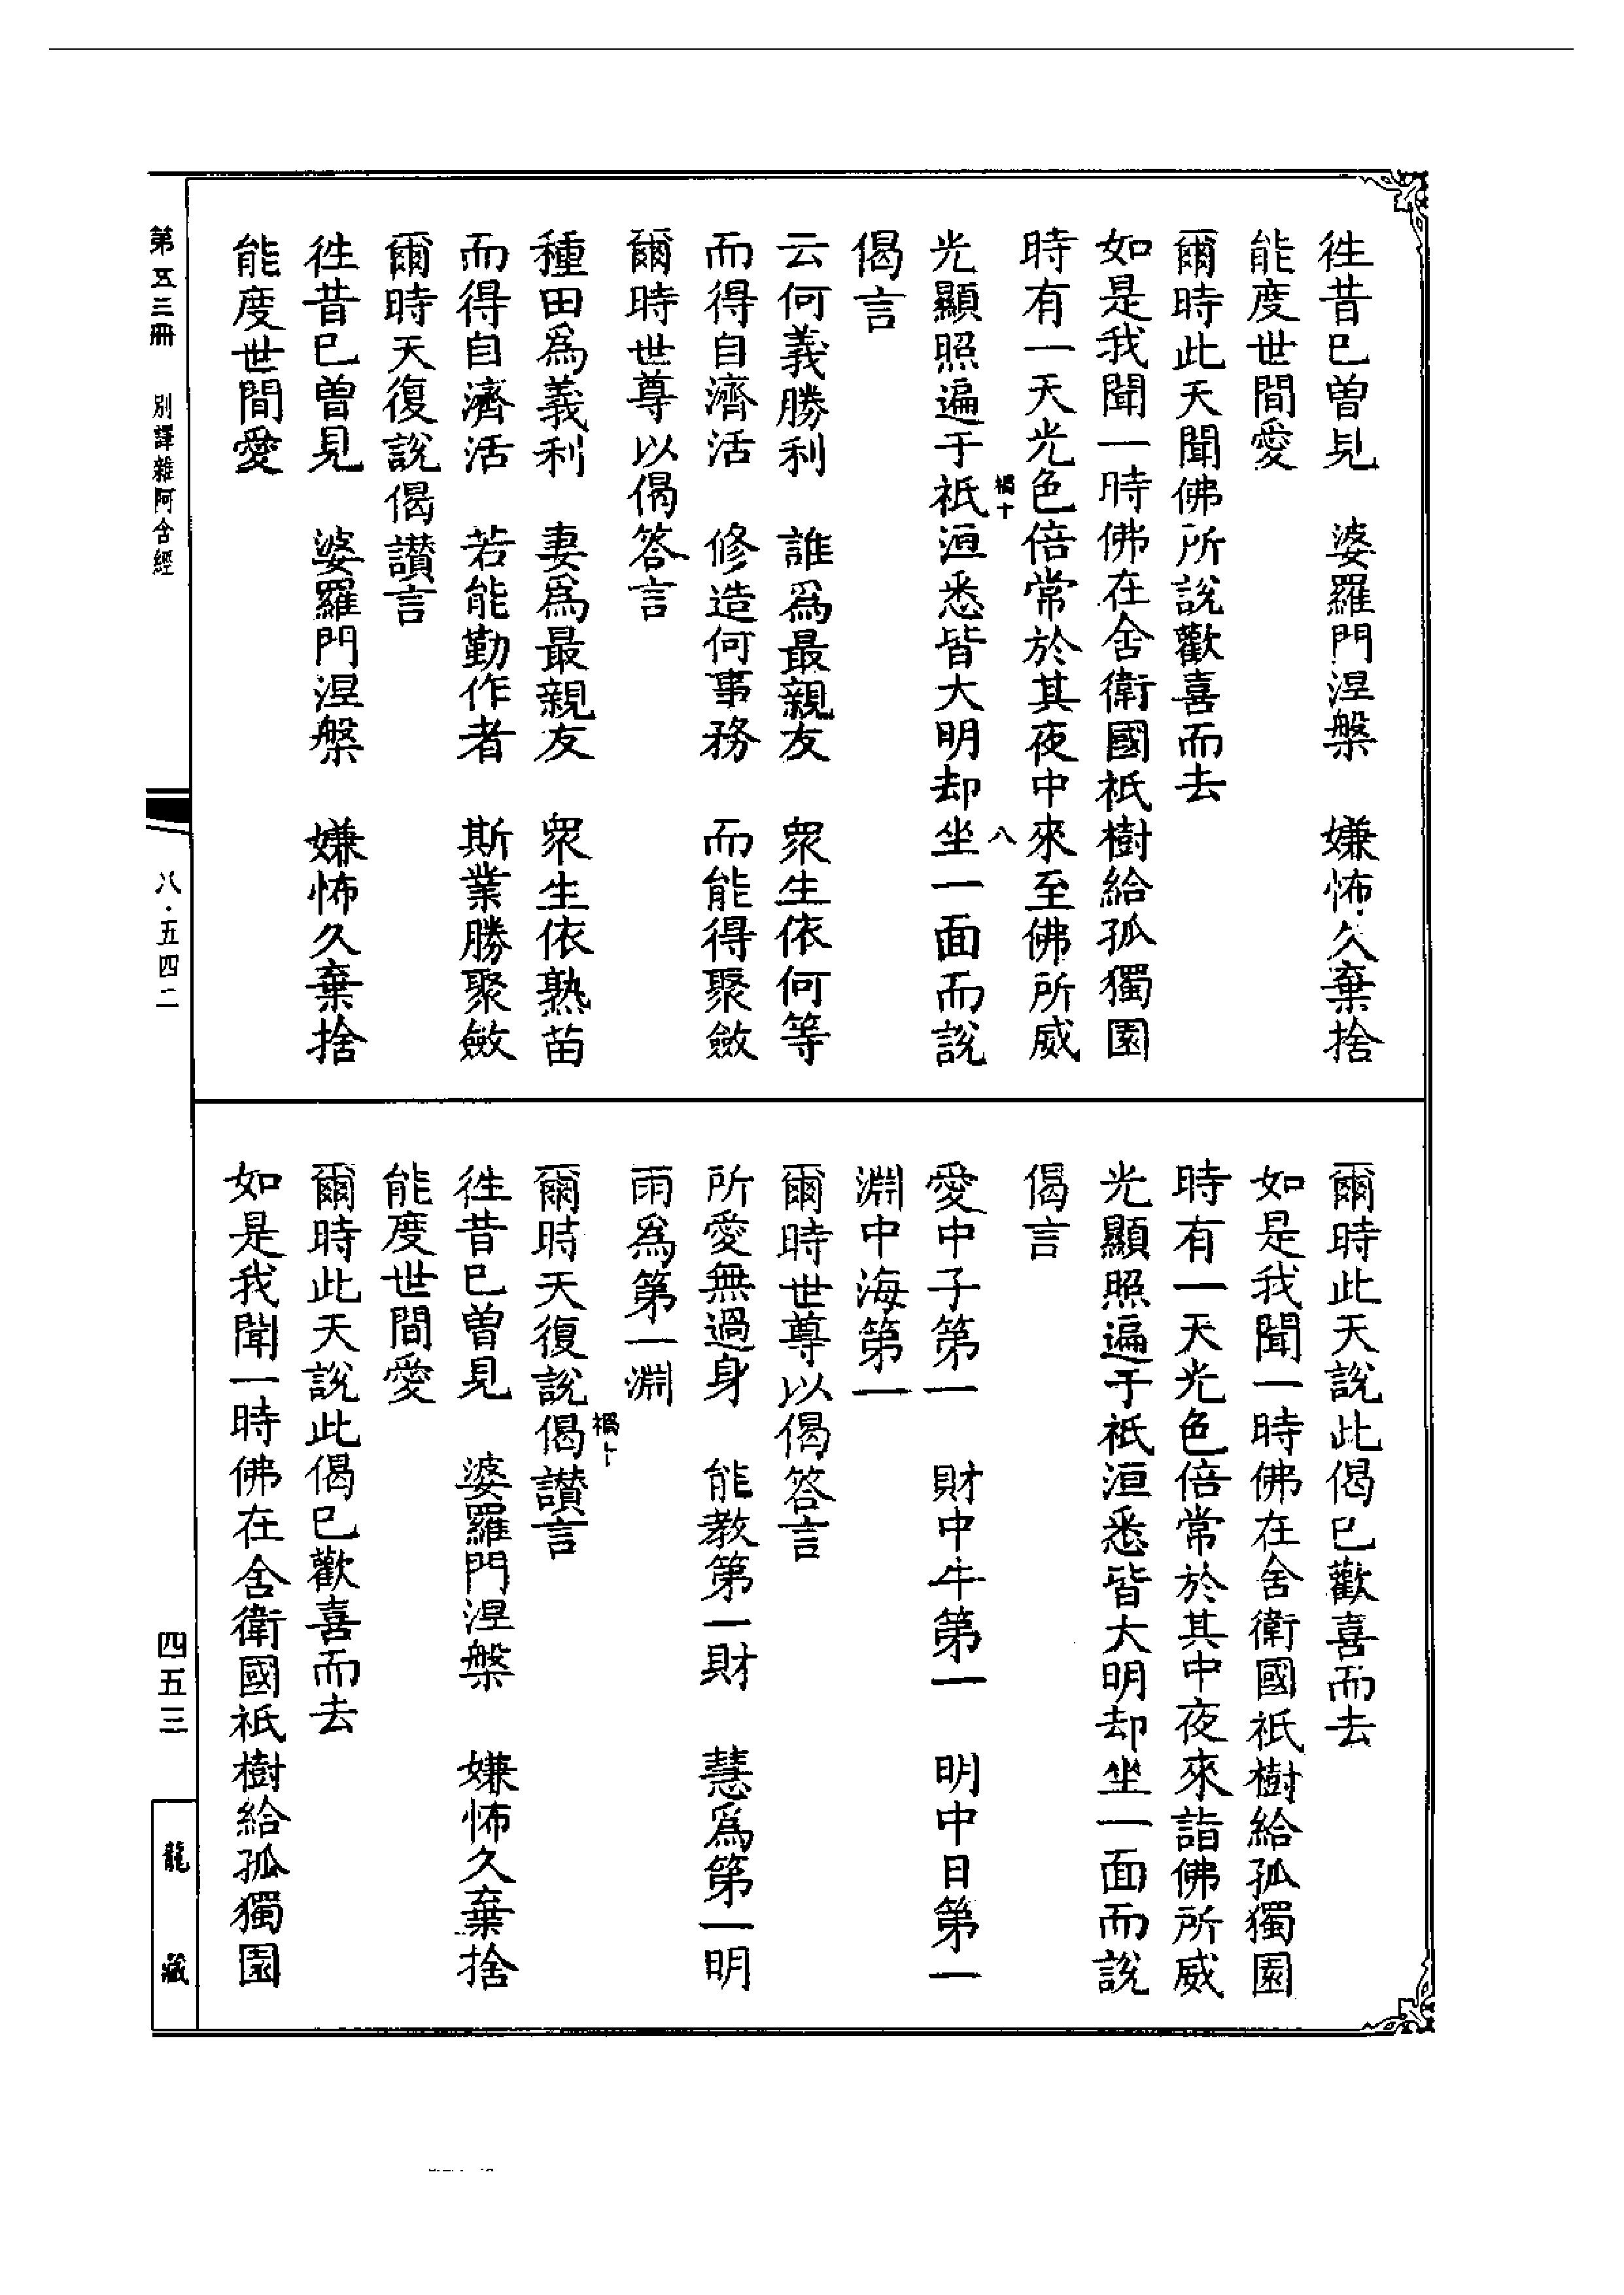 徃昔巳曾見　婆羅門涅槃　嫌怖久棄捨
能度世間愛
爾時此天聞佛所說歡喜而去
如是我聞一時佛在舍衛國祇樹給孤獨園
時有一天光色倍常於其夜中來至佛所威
禍十
八
光顯照遍于祇洹悉皆大明却坐一面而說
偈言
云何義勝利　誰爲最親友　衆生依何等
而得自濟活　修造何事務　而能得聚斂
爾時世尊以偈答言
種田爲義利　妻爲最親友　衆生依熟苗
而得自濟活　若能勤作者　斯業勝聚斂
爾時天復說偈讃言
徃昔巳曾見　婆羅門涅槃　嫌怖久棄捨
能度世間愛
爾時此天說此偈巳歡喜而去
如是我聞一時佛在舍衛國祇樹給孤獨園
時有一天光色倍常於其中夜來詣佛所威
光顯照遍于祇洹悉皆大明却坐一面而說
偈言
愛中子第一　財中牛第一　明中日第一
淵中海第一
爾時世尊以偈答言
所愛無過身　能教第一財　慧爲第一明
雨爲第一淵
禍十
爾時天復說偈讃言
徃昔巳曾見　婆羅門涅槃　嫌怖久棄捨
能度世間愛
爾時此天說此偈巳歡喜而去
如是我聞一時佛在舍衛國祇樹給孤獨園
第五三冊　別譯雜阿含經
八·五四二
四五三
龍藏